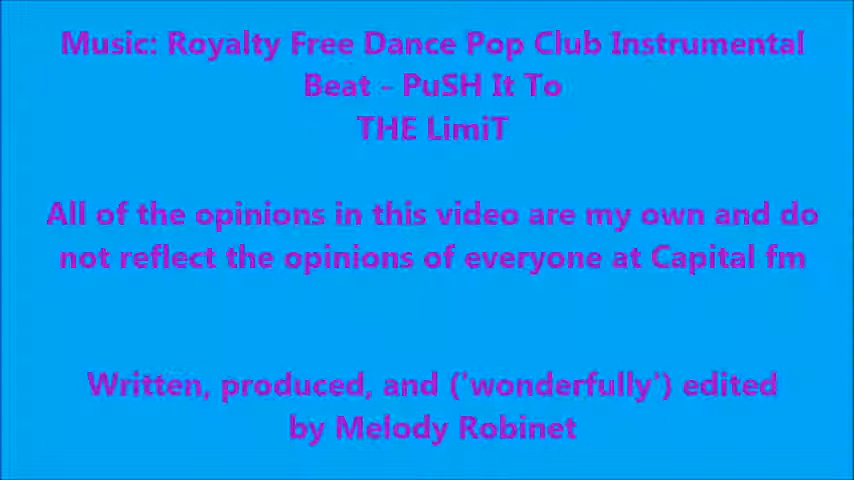 Music: Royalty Free Dance Pop Club Instrumental
Beat - PuSH It To
THE LimiT
All of the opinions in this video are my own and do
not reflect the opinions of everyone at Capital fm
Written, produced, and ('wonderfully') edited
by Melody Robinet